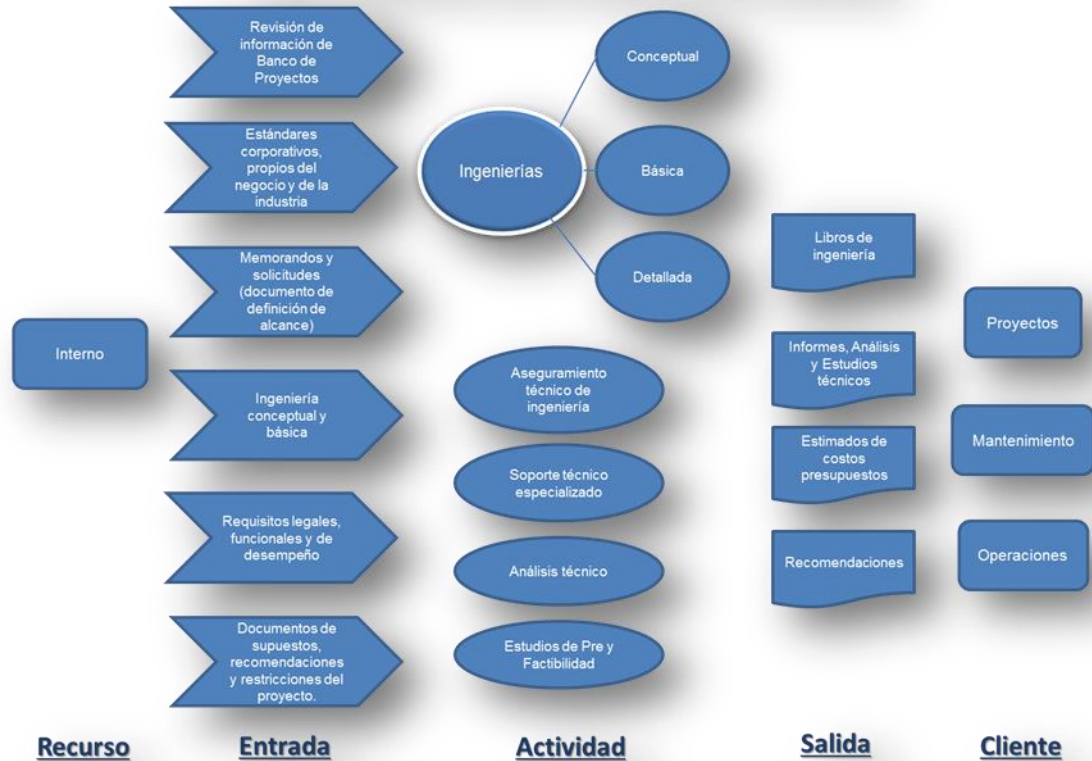 Revisión de
información de
Banco de
Proyectos
Estándares
corporativos,
propios del
negocio y de la
industria
Memorandos y
solicitudes
(documento de
definición de
alcance)
Interno
Ingeniería
conceptual y
básica
Requisitos legales,
funcionales y de
desempeño
Documentos de
supuestos,
recomendaciones
y restricciones del
proyecto.
Ingenierías
Conceptual
Básica
Detallada
Aseguramiento
técnico de
ingeniería
Soporte técnico
especializado
Análisis técnico
Estudios de Pre y
Factibilidad
Libros de
ingeniería
Informes, Análisis
y Estudios
técnicos
Estimados de
costos
presupuestos
Recomendaciones
Proyectos
Mantenimiento
Operaciones
Recurso
Entrada
Actividad
Salida
Cliente